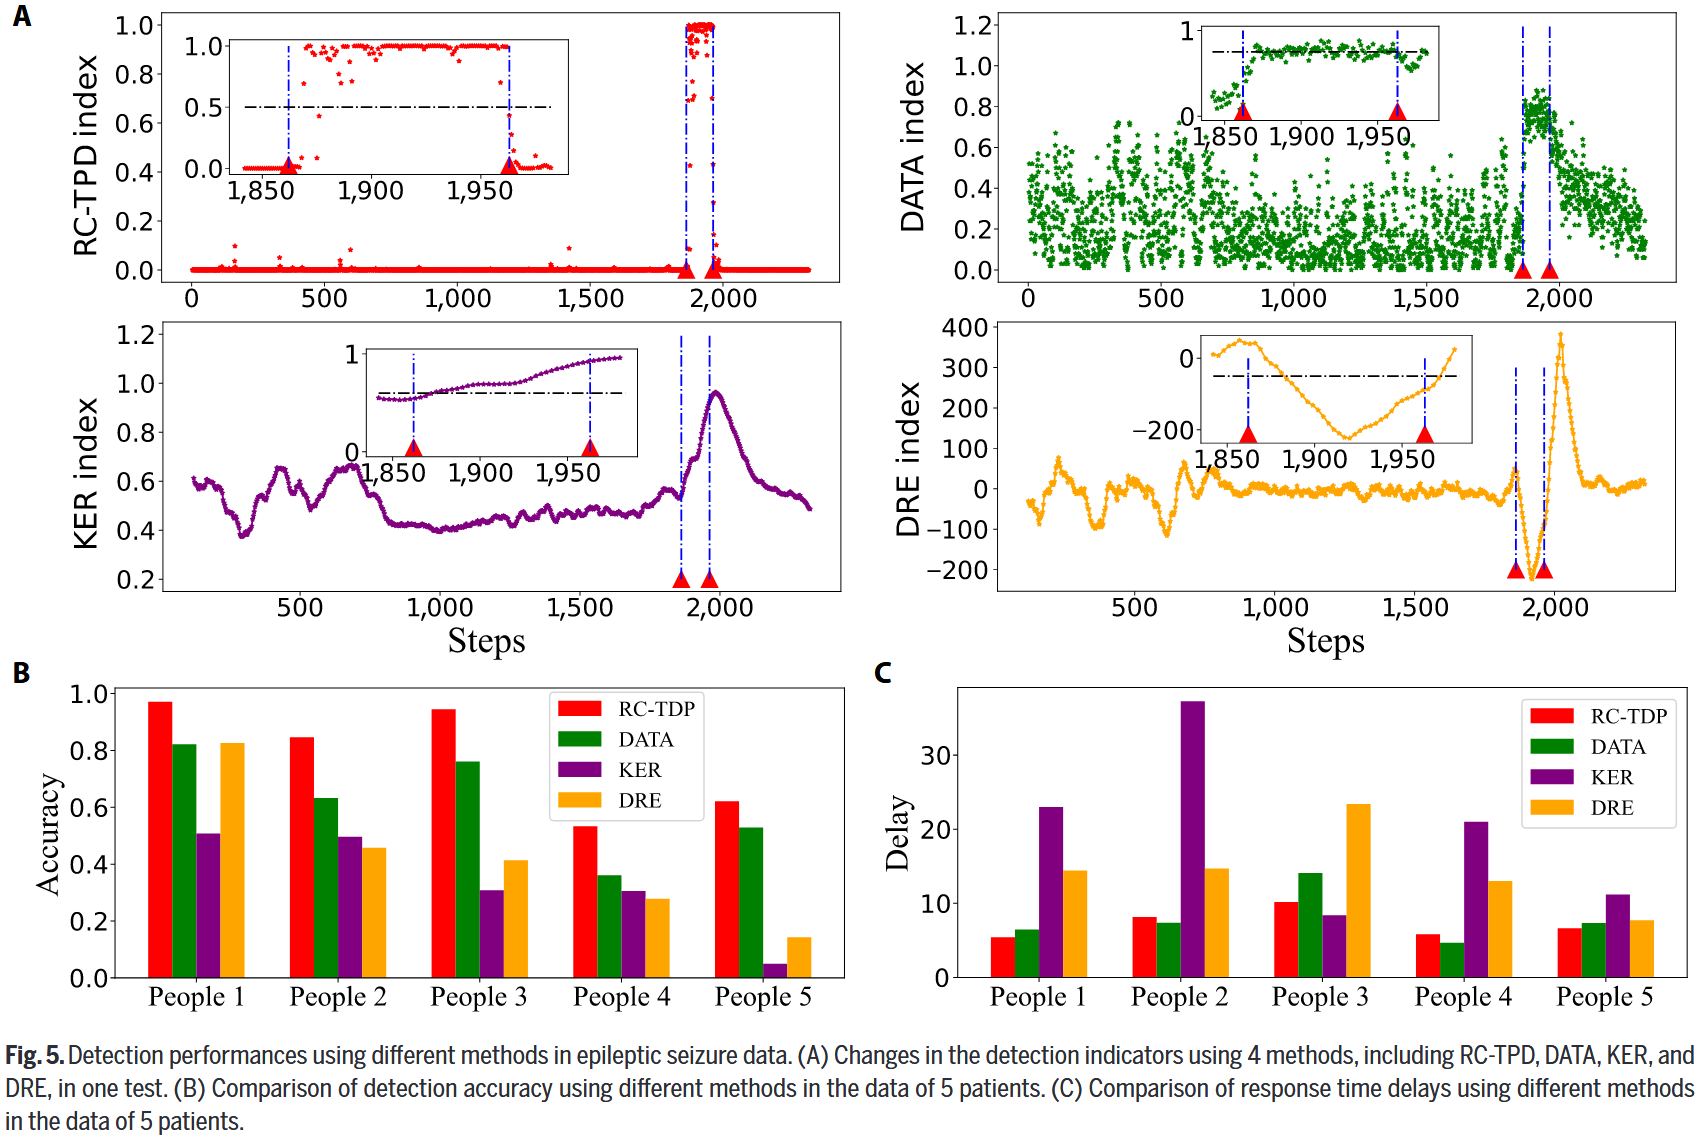 A
RC-TPD index
1.0
0.8
0.6
0.4
0.2
0.0
0 500 1,000 1,500 2,000
1.0
0.5
0.0
1,850 1,900 1,950
DATA index
1.2
1.0
0.8
0.6
0.4
0.2
0.0
0 500 1,000 1,500 2,000
1
0
1,850 1,900 1,950
KER index
1.2
1.0
0.8
0.6
0.4
0.2
500 1,000 1,500 2,000
Steps
1
0
1,850 1,900 1,950
DRE index
400
300
200
100
0
−100
−200
500 1,000 1,500 2,000
Steps
0
−200
1,850 1,900 1,950
B
Accuracy
1.0
0.8
0.6
0.4
0.2
0.0
RC-TDP
DATA
KER
DRE
People 1 People 2 People 3 People 4 People 5
C
Delay
30
20
10
0
RC-TDP
DATA
KER
DRE
People 1 People 2 People 3 People 4 People 5
Fig. 5. Detection performances using different methods in epileptic seizure data. (A) Changes in the detection indicators using 4 methods, including RC-TPD, DATA, KER, and
DRE, in one test. (B) Comparison of detection accuracy using different methods in the data of 5 patients. (C) Comparison of response time delays using different methods
in the data of 5 patients.